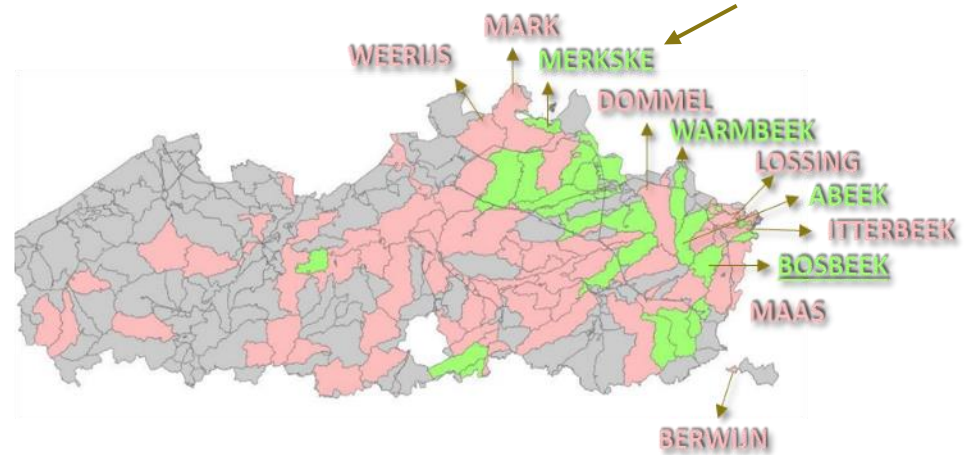 MARK
WEERIJS
MERKSKE
DOMMEL
WARMBEEK
LOSSING
ABEEK
ITTERBEEK
BOSBEEK
MAAS
BERWIJN